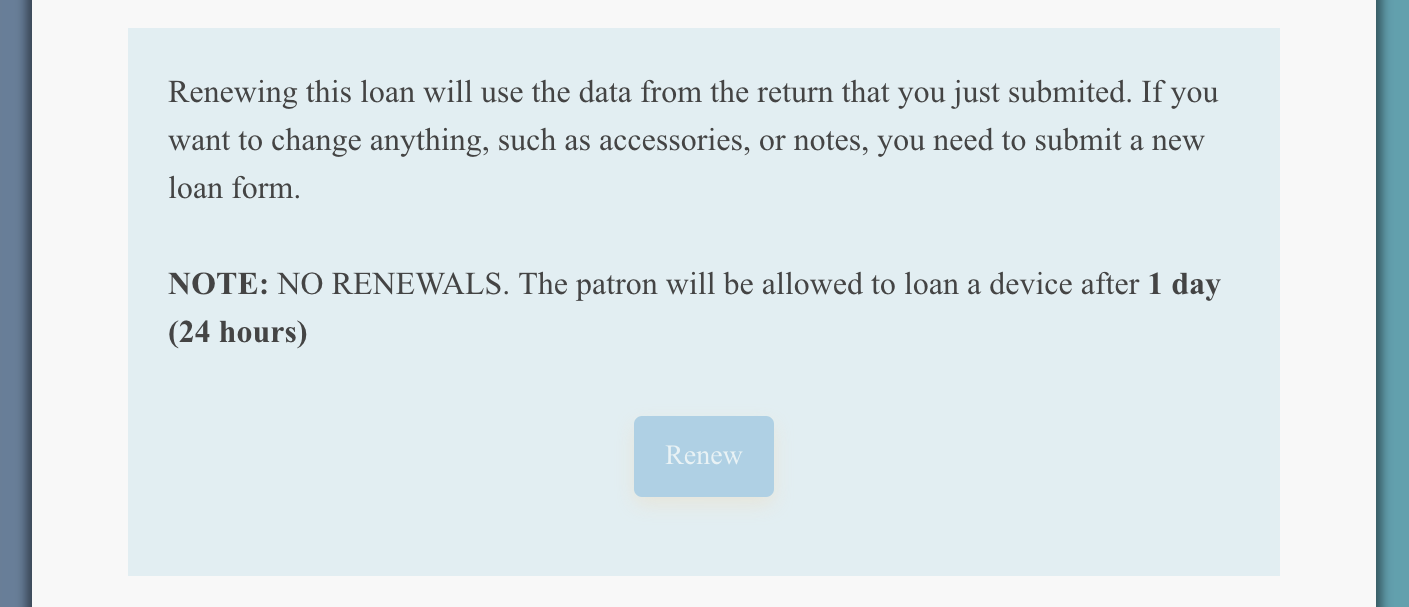 Renewing this loan will use the data from the return that you just submited. If you
want to change anything, such as accessories, or notes, you need to submit a new
loan form.
NOTE: NO RENEWALS. The patron will be allowed to loan a device after 1 day
(24 hours)
Renew